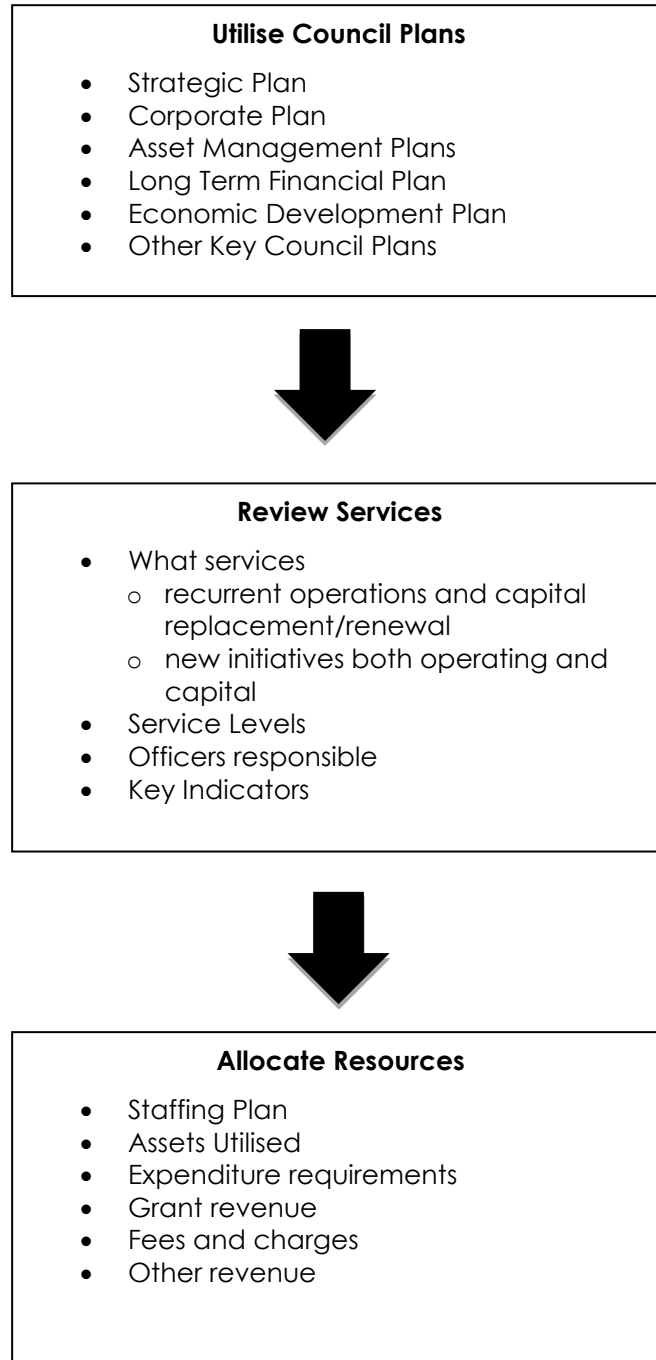 Utilise Council Plans
• Strategic Plan
• Corporate Plan
• Asset Management Plans
• Long Term Financial Plan
• Economic Development Plan
• Other Key Council Plans
Review Services
• What services
o recurrent operations and capital
replacement/renewal
o new initiatives both operating and
capital
• Service Levels
• Officers responsible
• Key Indicators
Allocate Resources
• Staffing Plan
• Assets Utilised
• Expenditure requirements
• Grant revenue
• Fees and charges
• Other revenue